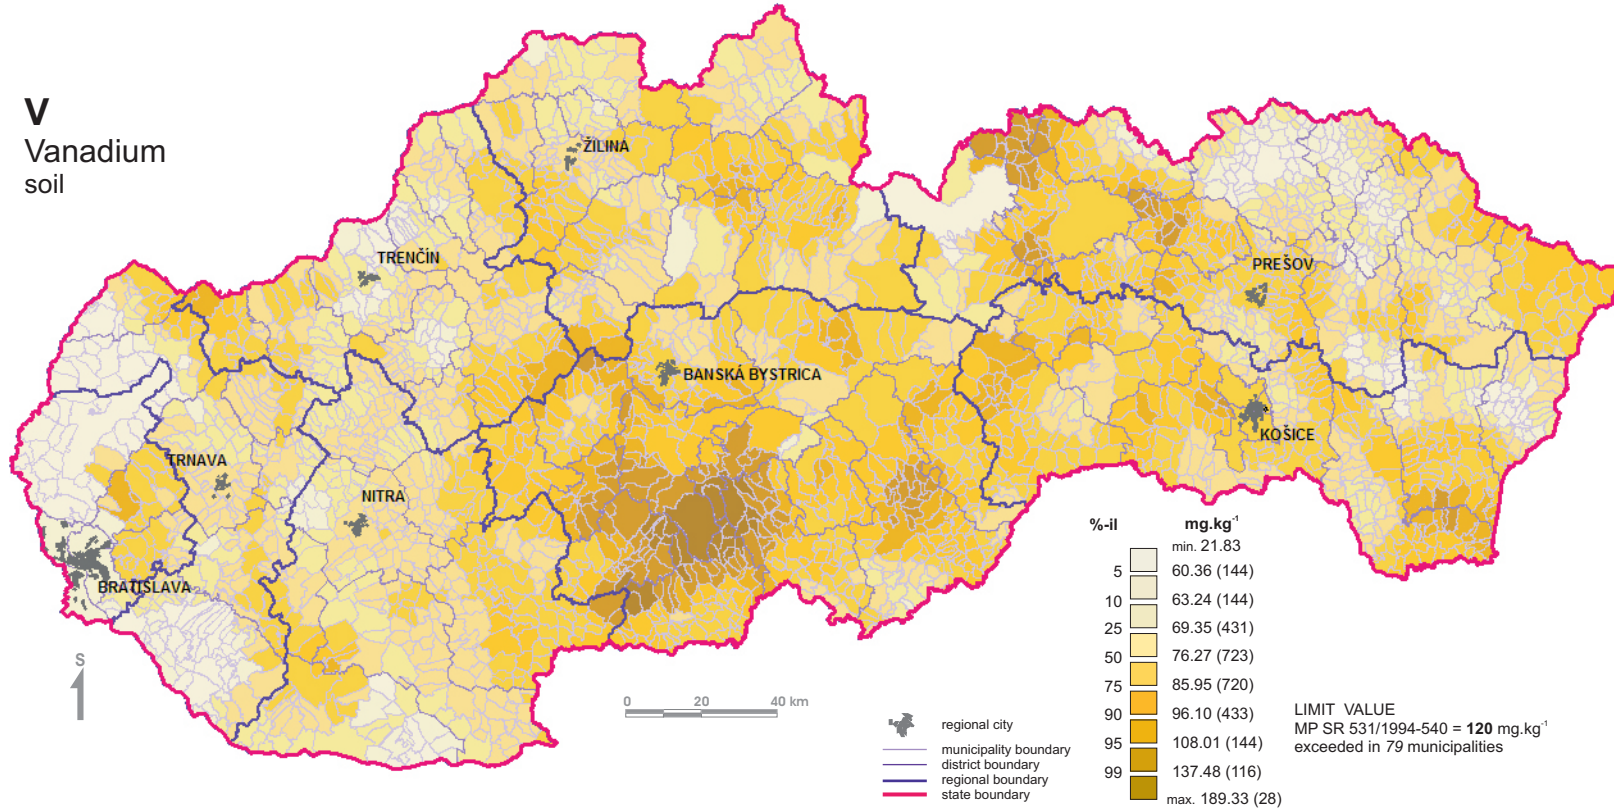 V
Vanadium
soil
ŽILINA
TRENČÍN
PREŠOV
BANSKÁ BYSTRICA
KOŠICE
TRNAVA
NITRA
BRATISLAVA
S
0 20 40 km
regional city
municipality boundary
district boundary
regional boundary
state boundary
%-il mg.kg⁻¹
min. 21.83
5 60.36 (144)
10 63.24 (144)
25 69.35 (431)
50 76.27 (723)
75 85.95 (720)
90 96.10 (433)
95 108.01 (144)
99 137.48 (116)
max. 189.33 (28)
LIMIT VALUE
MP SR 531/1994-540 = 120 mg.kg⁻¹
exceeded in 79 municipalities